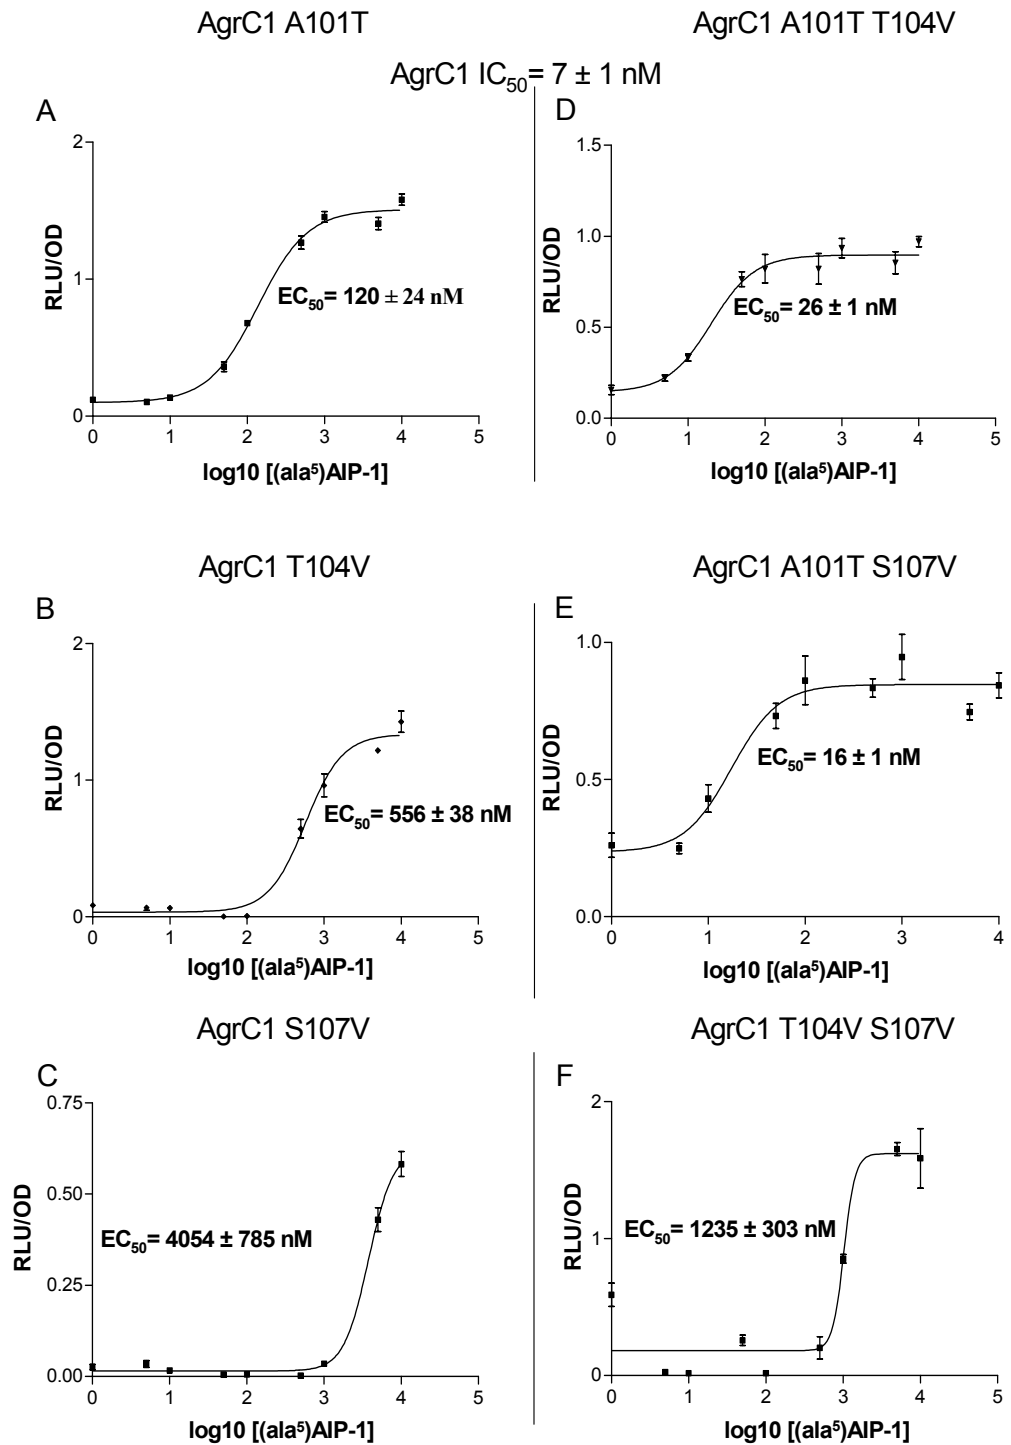 AgrC1 A101T
AgrC1 A101T T104V
AgrC1 IC50= 7 ± 1 nM
A
2
1
0
RLU/OD
EC50= 120 ± 24 nM
0 1 2 3 4 5
log10 [(ala⁵)AIP-1]
D
1.5
1.0
0.5
0.0
RLU/OD
EC50= 26 ± 1 nM
0 1 2 3 4 5
log10 [(ala⁵)AIP-1]
AgrC1 T104V
B
2
1
0
RLU/OD
EC50= 556 ± 38 nM
0 1 2 3 4 5
log10 [(ala⁵)AIP-1]
AgrC1 A101T S107V
E
1.0
0.5
0.0
RLU/OD
EC50= 16 ± 1 nM
0 1 2 3 4
log10 [(ala⁵)AIP-1]
AgrC1 S107V
C
0.75
0.50
0.25
0.00
RLU/OD
EC50= 4054 ± 785 nM
0 1 2 3 4 5
log10 [(ala⁵)AIP-1]
AgrC1 T104V S107V
F
2
1
0
RLU/OD
EC50= 1235 ± 303 nM
0 1 2 3 4 5
log10 [(ala⁵)AIP-1]